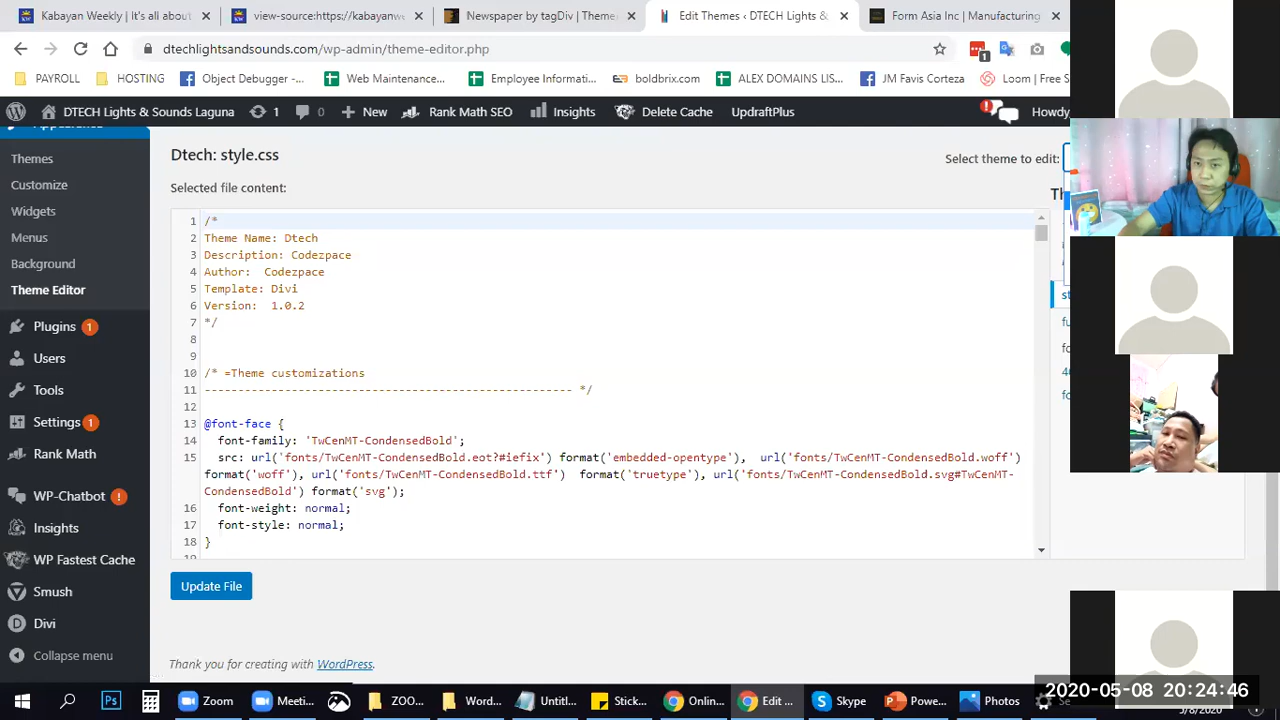 Kabayan Weekly | No. 1 x
view-source:https://kabayanw x
Newspaper by tagDiv | Theme x
Edit Themes ‹ DTECH Lights & x
Form Asia Inc | Manufacturing x
dtechlightsandsounds.com/wp-admin/theme-editor.php
1
PAYROLL
HOSTING
Object Debugger -...
Web Maintenance...
Employee Informati...
boldbrix.com
ALEX DOMAINS LIS...
JM Favis Corteza
Loom | Free S
DTECH Lights & Sounds Laguna
1
0
New
Rank Math SEO
Insights
Delete Cache
UpdraftPlus
Howdy
Appearance
Themes
Customize
Widgets
Menus
Background
Theme Editor
Plugins 1
Users
Tools
Settings 1
Rank Math
WP-Chatbot !
Insights
WP Fastest Cache
Smush
Divi
Collapse menu
Dtech: style.css
Select theme to edit:
Selected file content:
1 /*
2 Theme Name: Dtech
3 Description: Codezpace
4 Author:  Codezpace
5 Template: Divi
6 Version:  1.0.2
7 */
8
9
10 /* =Theme customizations
11 ------------------------------------------------------- */
12
13 @font-face {
14 font-family: 'TwCenMT-CondensedBold';
15 src: url('fonts/TwCenMT-CondensedBold.eot?#iefix') format('embedded-opentype'),  url('fonts/TwCenMT-CondensedBold.woff')
format('woff'), url('fonts/TwCenMT-CondensedBold.ttf')  format('truetype'), url('fonts/TwCenMT-CondensedBold.svg#TwCenMT-
CondensedBold') format('svg');
16 font-weight: normal;
17 font-style: normal;
18 }
19
Update File
Thank you for creating with WordPress.
Zoom
Meeti...
Docu...
Word...
Untitl...
Stick...
Onlin...
Edit ...
Skype
Power...
Photos
2020-05-08 20:24:46
5/8/2020